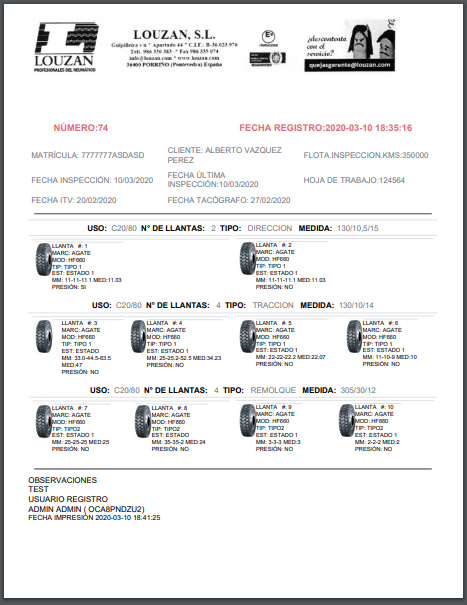 LOUZAN
PROFESIONALES DEL NEUMÁTICO
LOUZAN, S.L.
Gulpilleira s/n * Apartado 44 * C.I.F.: B-36.023.976
Tels. 986 330 383 - Fax 986 335 074
info@louzan.com * www.louzan.com
36400 PORRIÑO (Pontevedra) España
¿descontento
con el
servicio?
quejasgerente@louzan.com
NÚMERO:74
FECHA REGISTRO:2020-03-10 18:35:16
MATRÍCULA: 7777777ASDASD
CLIENTE: ALBERTO VAZQUEZ
PEREZ
FLOTA.INSPECCION.KMS:350000
FECHA INSPECCIÓN: 10/03/2020
FECHA ÚLTIMA
INSPECCIÓN:10/03/2020
HOJA DE TRABAJO:124564
FECHA ITV: 20/02/2020
FECHA TACÓGRAFO: 27/02/2020
USO: C20/80 Nº DE LLANTAS: 2 TIPO: DIRECCION MEDIDA: 130/10,5/15
LLANTA #: 1
MARC: AGATE
MOD: HF660
TIP: TIPO 1
EST: ESTADO 1
MM: 11-11-11.1 MED:11.03
PRESIÓN: SI
LLANTA #: 2
MARC: AGATE
MOD: HF660
TIP: TIPO 1
EST: ESTADO 1
MM: 11-11-11.1 MED:11.03
PRESIÓN: NO
USO: C20/80 Nº DE LLANTAS: 4 TIPO: TRACCION MEDIDA: 130/10/14
LLANTA #: 3
MARC: AGATE
MOD: HF660
TIP: TIPO 1
EST: ESTADO
MM: 33.0-44.5-63.5
MED:47
PRESIÓN: NO
LLANTA #: 4
MARC: AGATE
MOD: HF660
TIP: TIPO 1
EST: ESTADO
MM: 25-25.2-52.5 MED:34.23
PRESIÓN: NO
LLANTA #: 5
MARC: AGATE
MOD: HF660
TIP: TIPO 1
EST: ESTADO 1
MM: 22-22-22.2 MED:22.07
PRESIÓN: NO
LLANTA #: 6
MARC: AGATE
MOD: HF660
TIP: TIPO 1
EST: ESTADO 1
MM: 11-10-9 MED:10
PRESIÓN: NO
USO: C20/80 Nº DE LLANTAS: 4 TIPO: REMOLQUE MEDIDA: 305/30/12
LLANTA #: 7
MARC: AGATE
MOD: HF660
TIP: TIPO2
EST: ESTADO 1
MM: 25-25-25 MED:25
PRESIÓN: NO
LLANTA #: 8
MARC: AGATE
MOD: HF660
TIP: TIPO2
EST: ESTADO 1
MM: 35-35-2 MED:24
PRESIÓN: NO
LLANTA #: 9
MARC: AGATE
MOD: HF660
TIP: TIPO2
EST: ESTADO 1
MM: 3-3-3 MED:3
PRESIÓN: NO
LLANTA #: 10
MARC: AGATE
MOD: HF660
TIP: TIPO2
EST: ESTADO 1
MM: 2-2-2 MED:2
PRESIÓN: NO
OBSERVACIONES
TEST
USUARIO REGISTRO
ADMIN ADMIN ( OCA8PNDZU2)
FECHA IMPRESIÓN 2020-03-10 18:41:25